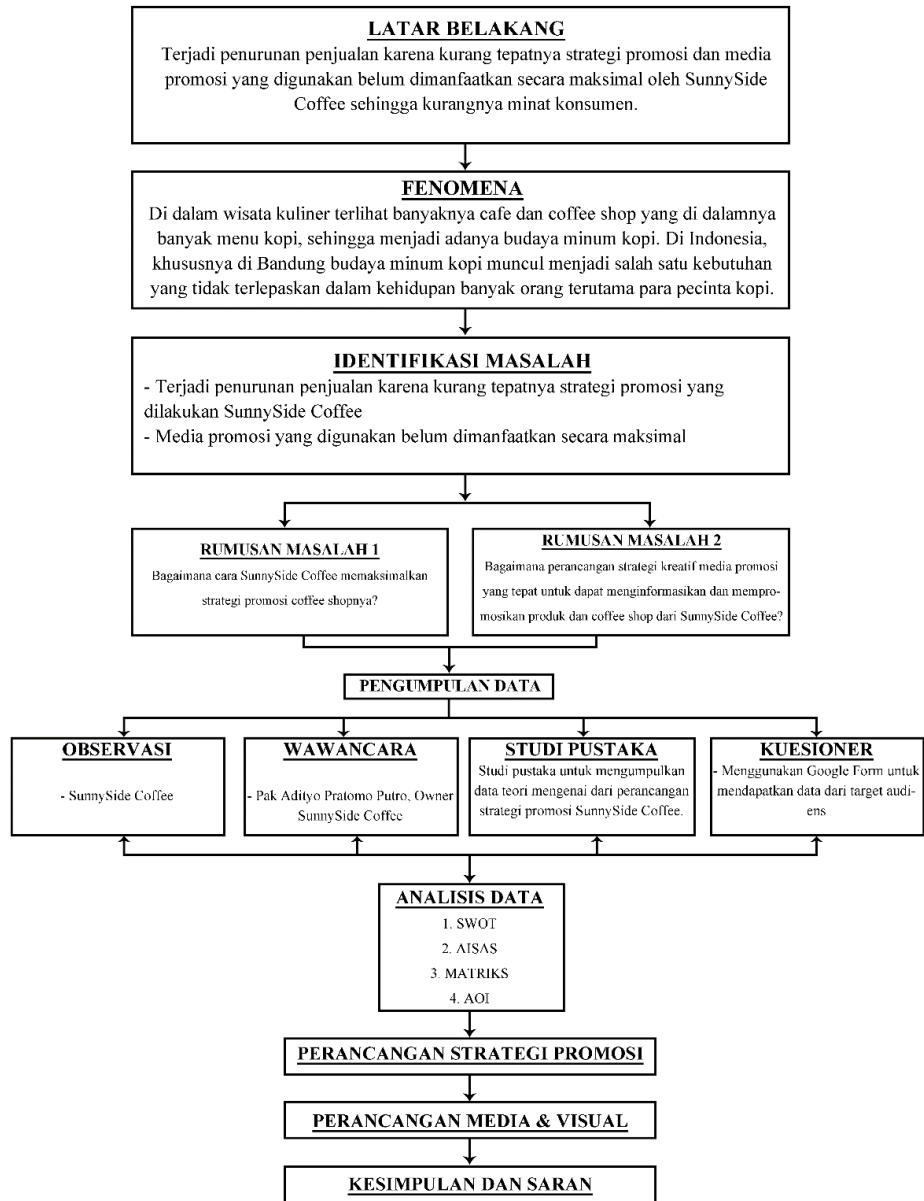 LATAR BELAKANG
Terjadi penurunan penjualan karena kurang tepatnya strategi promosi dan media
promosi yang digunakan belum dimanfaatkan secara maksimal oleh SunnySide
Coffee sehingga kurangnya minat konsumen.
FENOMENA
Di dalam wisata kuliner terlihat banyaknya cafe dan coffee shop yang di dalamnya
banyak menu kopi, sehingga menjadi adanya budaya minum kopi. Di Indonesia,
khususnya di Bandung budaya minum kopi muncul menjadi salah satu kebutuhan
yang tidak terlepaskan dalam kehidupan banyak orang terutama para pecinta kopi.
IDENTIFIKASI MASALAH
- Terjadi penurunan penjualan karena kurang tepatnya strategi promosi yang
dilakukan SunnySide Coffee
- Media promosi yang digunakan belum dimanfaatkan secara maksimal
RUMUSAN MASALAH 1
Bagaimana cara SunnySide Coffee memaksimalkan
strategi promosi coffee shopnya?
RUMUSAN MASALAH 2
Bagaimana perancangan strategi kreatif media promosi
yang tepat untuk dapat menginformasikan dan mempro-
mosikan produk dan coffee shop dari SunnySide Coffee?
PENGUMPULAN DATA
OBSERVASI
- SunnySide Coffee
WAWANCARA
- Pak Adityo Pratomo Putro, Owner
SunnySide Coffee
STUDI PUSTAKA
Studi pustaka untuk mengumpulkan
data teori mengenai dari perancangan
strategi promosi SunnySide Coffee.
KUESIONER
- Menggunakan Google Form untuk
mendapatkan data dari target audi-
ens
ANALISIS DATA
1. SWOT
2. AISAS
3. MATRIKS
4. AOI
PERANCANGAN STRATEGI PROMOSI
PERANCANGAN MEDIA & VISUAL
KESIMPULAN DAN SARAN